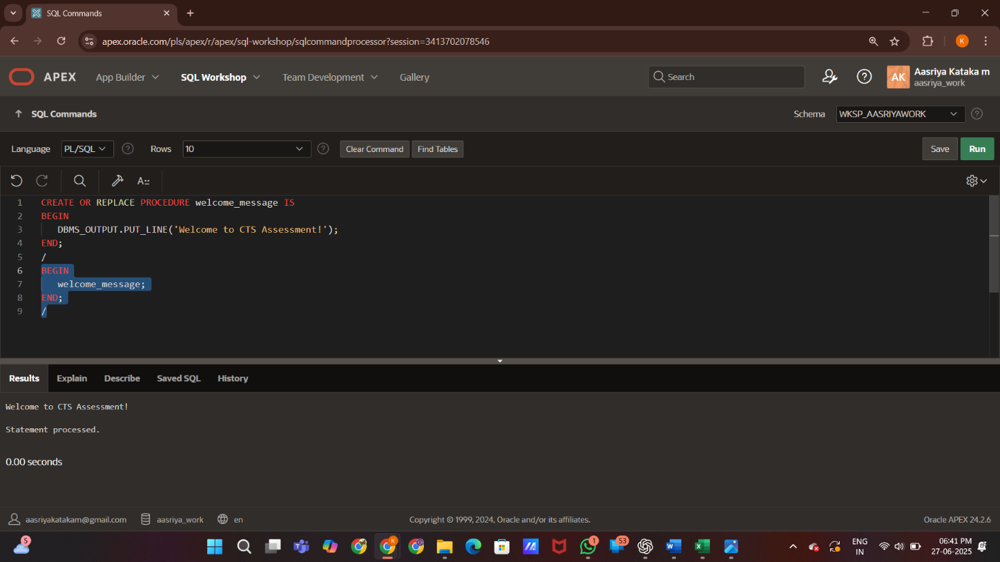 SQL Commands
apex.oracle.com/pls/apex/r/apex/sql-workshop/sqlcommandprocessor?session=3413702078546
K
APEX
App Builder
SQL Workshop
Team Development
Gallery
Search
AK
Aasriya Kataka m
aasriya_work
SQL Commands
Schema
WKSP_AASRIYAWORK
Language
PL/SQL
Rows
10
Clear Command
Find Tables
Save
Run
1 CREATE OR REPLACE PROCEDURE welcome_message IS
2 BEGIN
3 DBMS_OUTPUT.PUT_LINE('Welcome to CTS Assessment!');
4 END;
5 /
6 BEGIN
7 welcome_message;
8 END;
9 /
Results
Explain
Describe
Saved SQL
History
Welcome to CTS Assessment!
Statement processed.
0.00 seconds
aasriyakatakam@gmail.com
aasriya_work
en
Copyright © 1999, 2024, Oracle and/or its affiliates.
Oracle APEX 24.2.6
5
K
1
53
ENG
IN
06:41 PM
27-06-2025